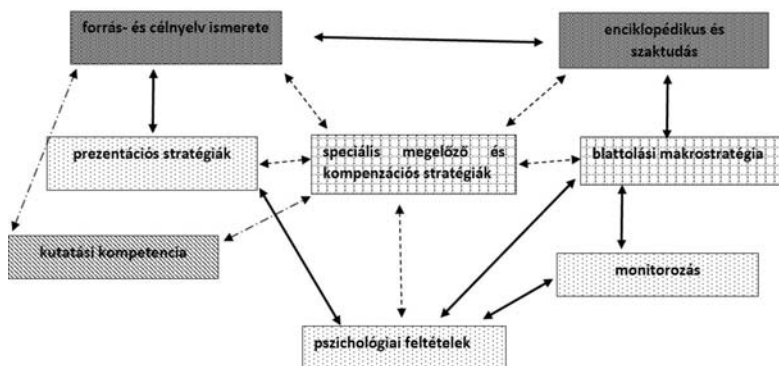 forrás- és célnyelv ismerete
enciklopédikus és
szaktudás
prezentációs stratégiák
speciális megelőző és
kompenzációs stratégiák
blattolási makrostratégia
kutatási kompetencia
monitorozás
pszichológiai feltételek